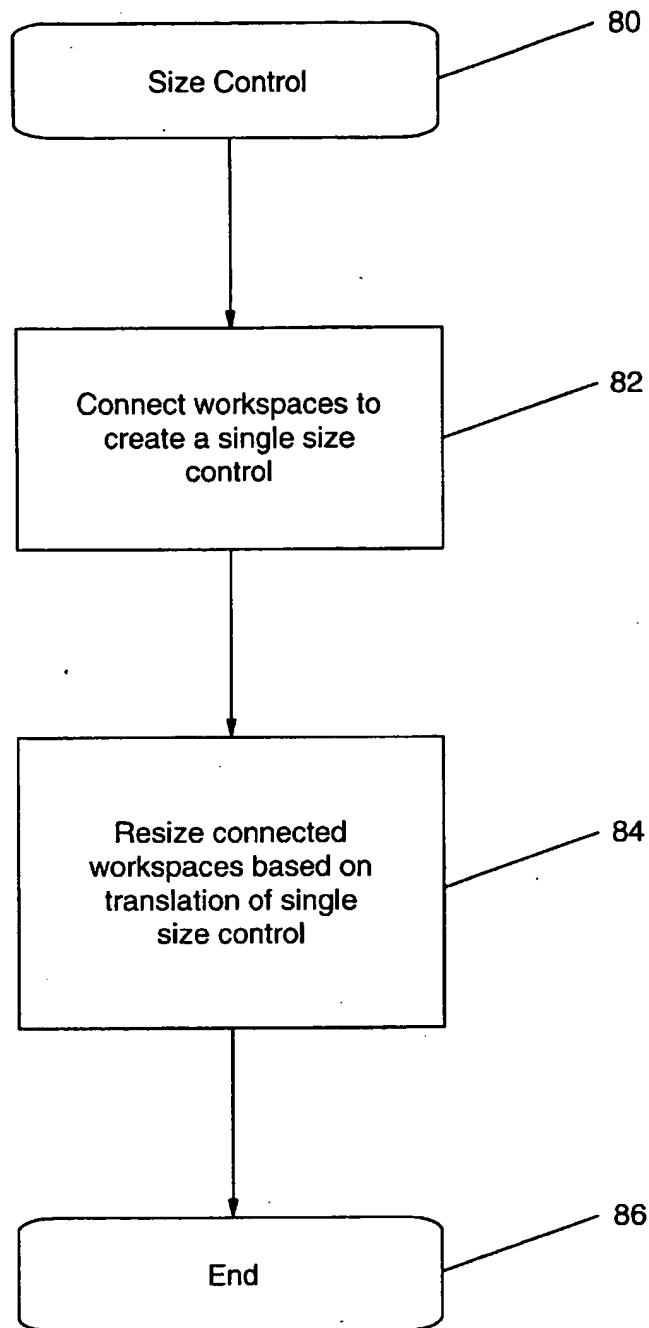 80
Size Control
82
Connect workspaces to
create a single size
control
84
Resize connected
workspaces based on
translation of single
size control
86
End